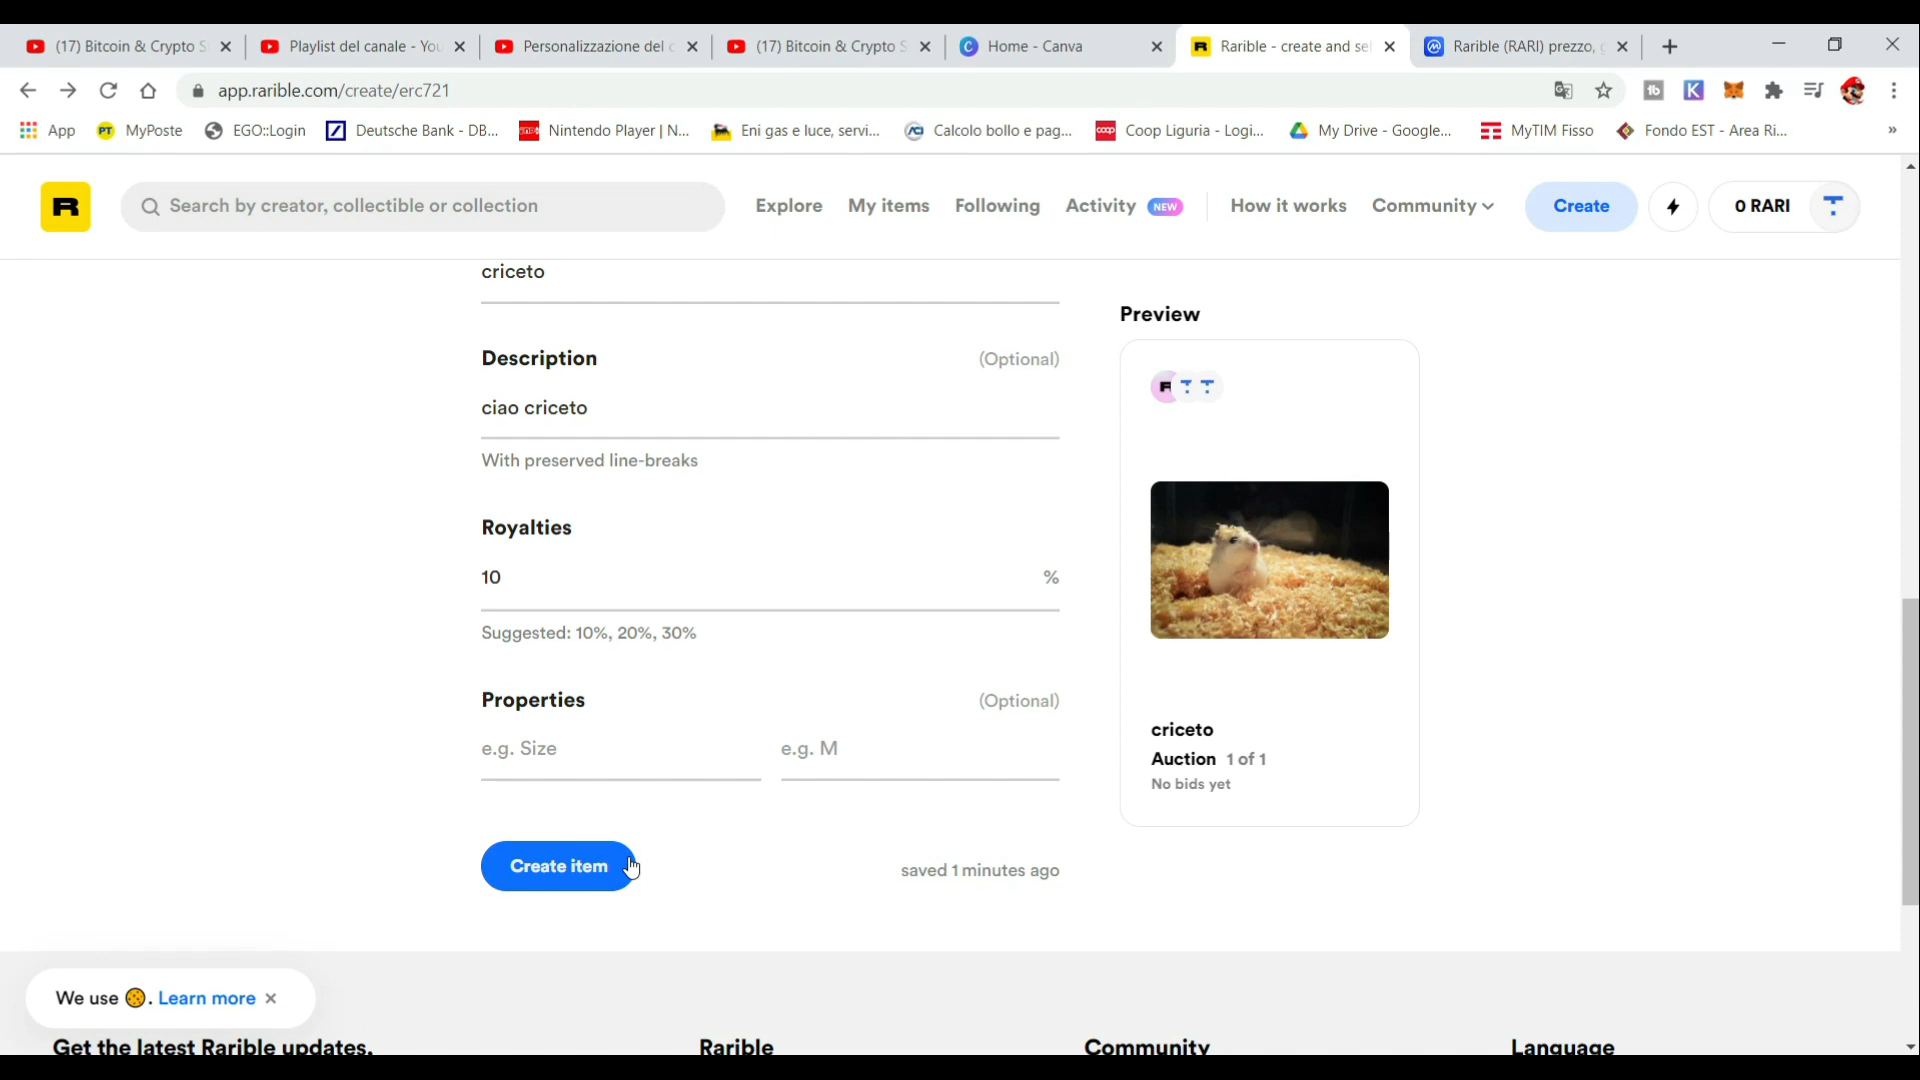 (17) Bitcoin & Crypto S
Playlist del canale - You
Personalizzazione del c
(17) Bitcoin & Crypto S
Home - Canva
Rarible - create and sel
Rarible (RARI) prezzo, g
app.rarible.com/create/erc721
App
MyPoste
EGO::Login
Deutsche Bank - DB...
Nintendo Player | N...
Eni gas e luce, servi...
Calcolo bollo e pag...
Coop Liguria - Logi...
My Drive - Google...
MyTIM Fisso
Fondo EST - Area Ri...
»
R
Search by creator, collectible or collection
Explore
My items
Following
Activity NEW
How it works
Community
Create
0 RARI
criceto
Description
(Optional)
ciao criceto
With preserved line-breaks
Royalties
10
%
Suggested: 10%, 20%, 30%
Properties
(Optional)
e.g. Size
e.g. M
Create item
saved 1 minutes ago
Preview
criceto
Auction 1 of 1
No bids yet
We use 🍪. Learn more ×
Get the latest Rarible updates.
Rarible
Community
Language